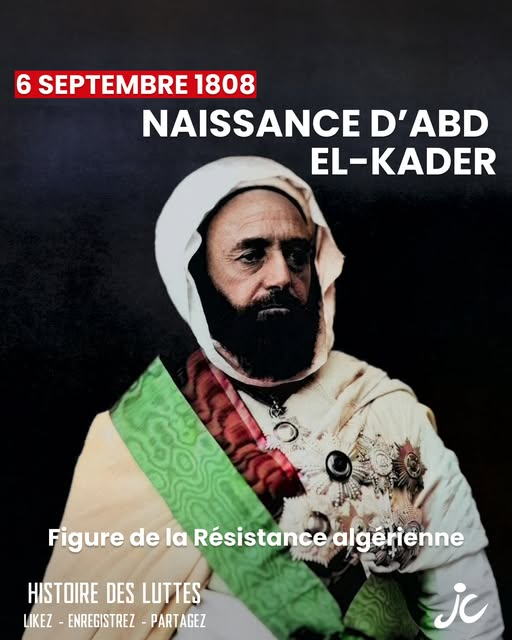 6 SEPTEMBRE 1808
NAISSANCE D’ABD
EL-KADER
Figure de la Résistance algérienne
HISTOIRE DES LUTTES
LIKEZ - ENREGISTREZ - PARTAGEZ
jc